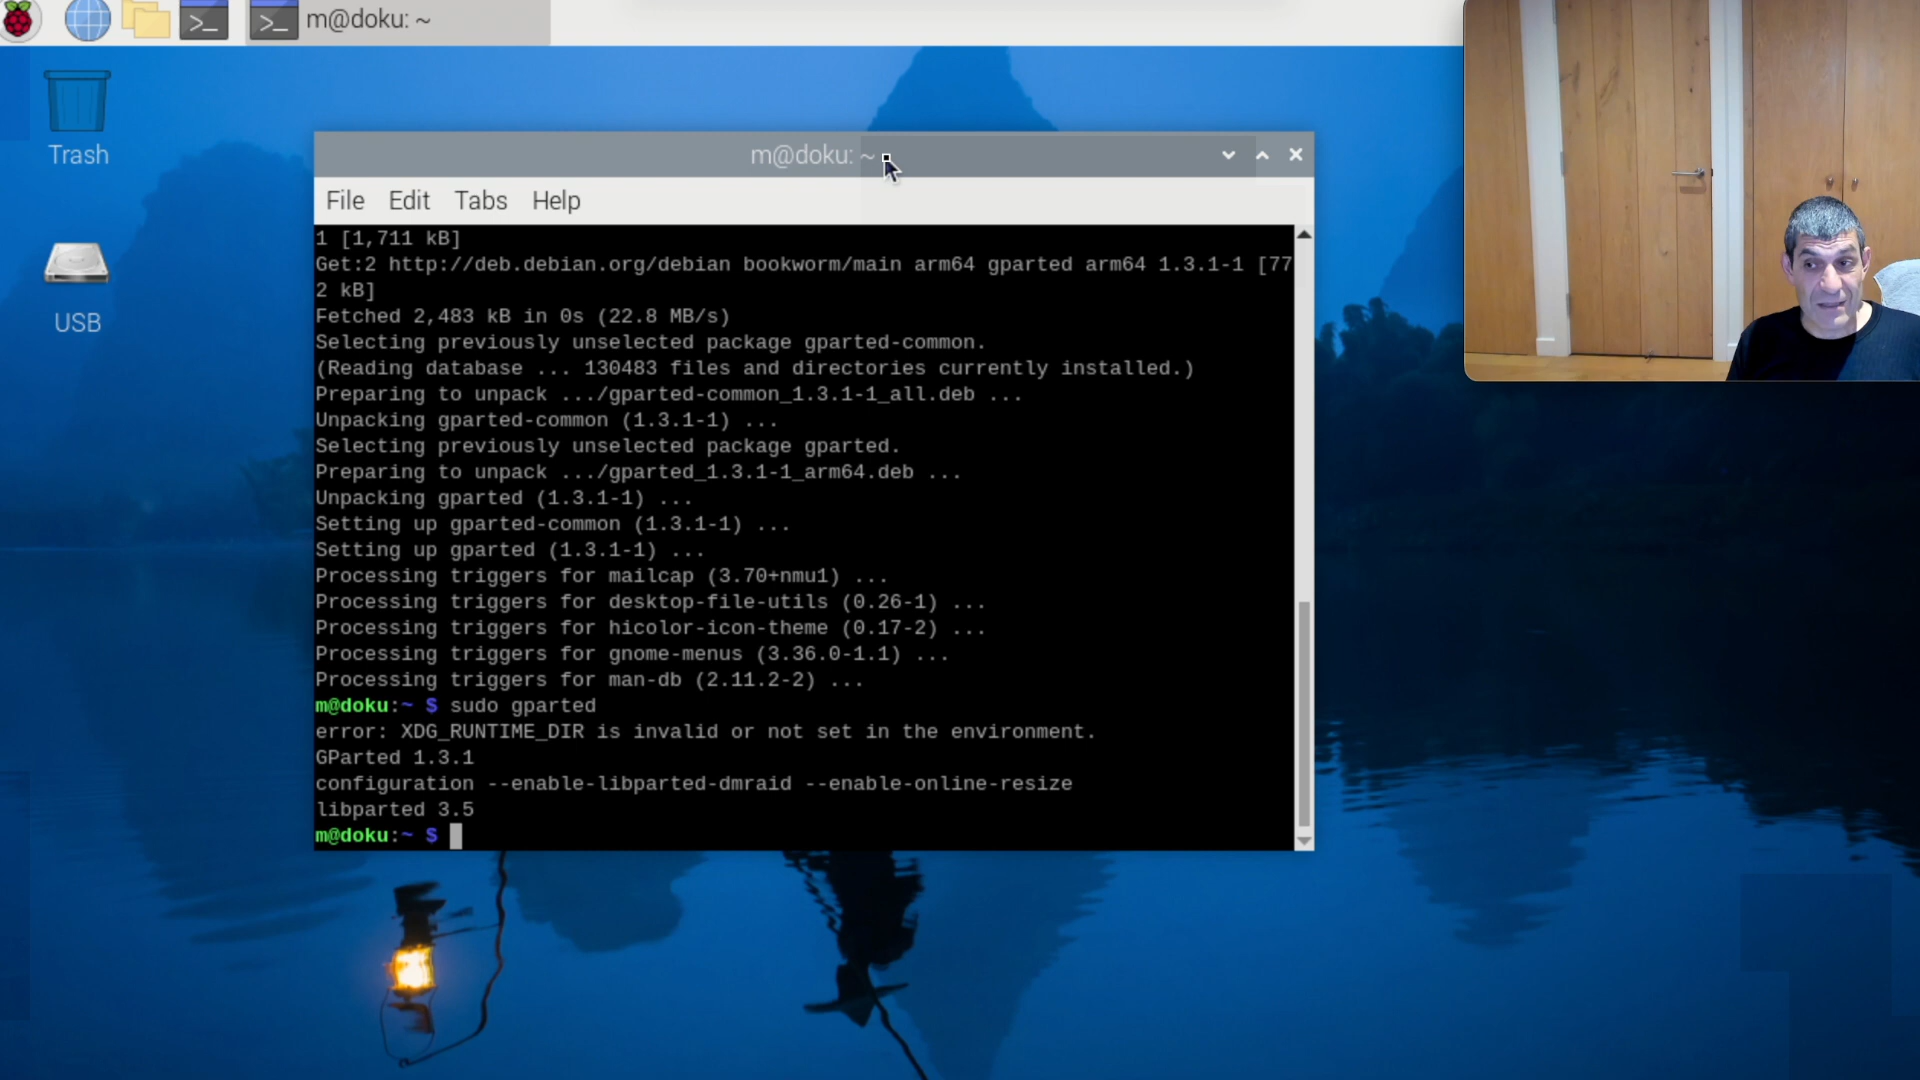 m@doku: ~
Trash
USB
m@doku: ~
File Edit Tabs Help
1 [1,711 kB]
Get:2 http://deb.debian.org/debian bookworm/main arm64 gparted arm64 1.3.1-1 [77
2 kB]
Fetched 2,483 kB in 0s (22.8 MB/s)
Selecting previously unselected package gparted-common.
(Reading database ... 130483 files and directories currently installed.)
Preparing to unpack .../gparted-common_1.3.1-1_all.deb ...
Unpacking gparted-common (1.3.1-1) ...
Selecting previously unselected package gparted.
Preparing to unpack .../gparted_1.3.1-1_arm64.deb ...
Unpacking gparted (1.3.1-1) ...
Setting up gparted-common (1.3.1-1) ...
Setting up gparted (1.3.1-1) ...
Processing triggers for mailcap (3.70+nmu1) ...
Processing triggers for desktop-file-utils (0.26-1) ...
Processing triggers for hicolor-icon-theme (0.17-2) ...
Processing triggers for gnome-menus (3.36.0-1.1) ...
Processing triggers for man-db (2.11.2-2) ...
m@doku:~ $ sudo gparted
error: XDG_RUNTIME_DIR is invalid or not set in the environment.
GParted 1.3.1
configuration --enable-libparted-dmraid --enable-online-resize
libparted 3.5
m@doku:~ $